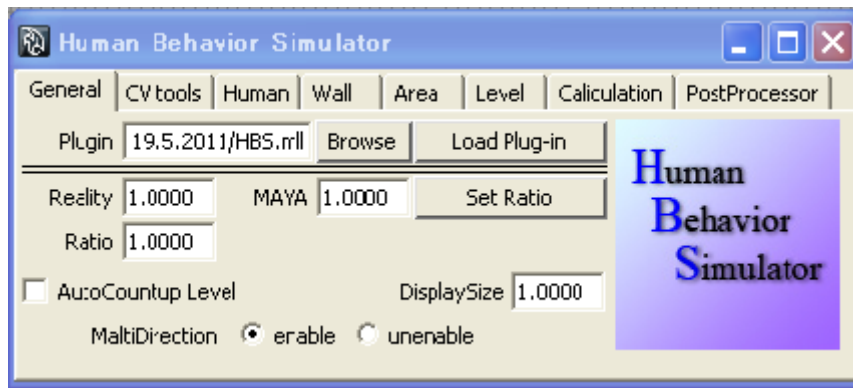 Human Behavior Simulator
General CV tools Human Wall Area Level Calculation PostProcessor
Plugin 19.5.2011/HBS.mll Browse Load Plug-in
Reality 1.0000 MAYA 1.0000 Set Ratio
Ratio 1.0000
AutoCountup Level DisplaySize 1.0000
MaltiDirection enable unenable
Human
Behavior
Simulator